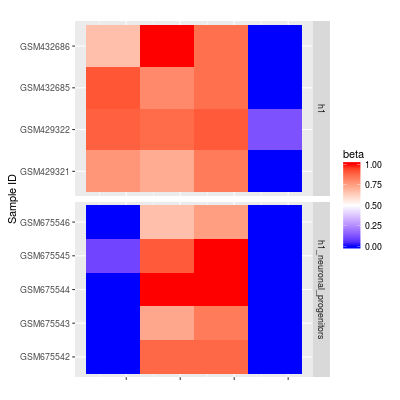 GSM432686
GSM432685
GSM429322
GSM429321
h1
GSM675546
GSM675545
GSM675544
GSM675543
GSM675542
h1_neuronal_progenitors
Sample ID
beta
1.00
0.75
0.50
0.25
0.00